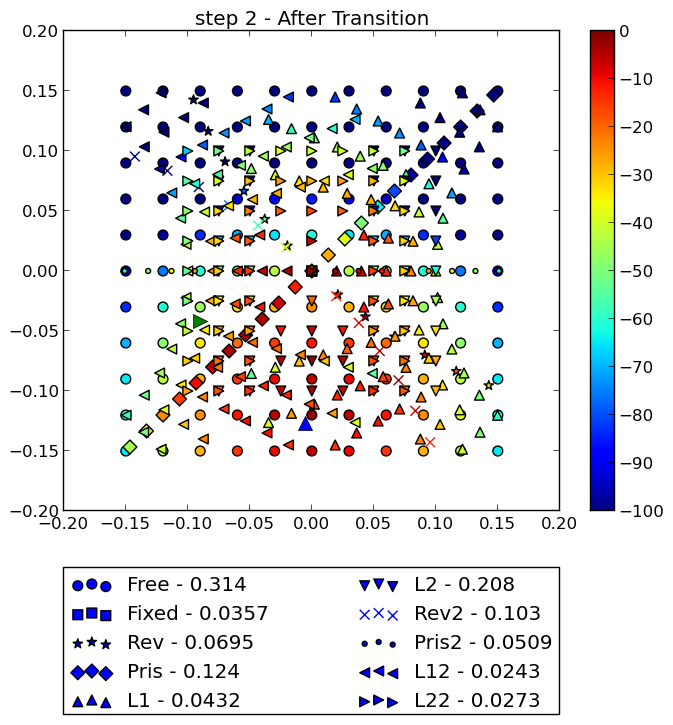 step 2 - After Transition
0.20
0.15
0.10
0.05
0.00
−0.05
−0.10
−0.15
−0.20
−0.20 −0.15 −0.10 −0.05 0.00 0.05 0.10 0.15 0.20
0
−10
−20
−30
−40
−50
−60
−70
−80
−90
−100
Free - 0.314
Fixed - 0.0357
Rev - 0.0695
Pris - 0.124
L1 - 0.0432
L2 - 0.208
Rev2 - 0.103
Pris2 - 0.0509
L12 - 0.0243
L22 - 0.0273